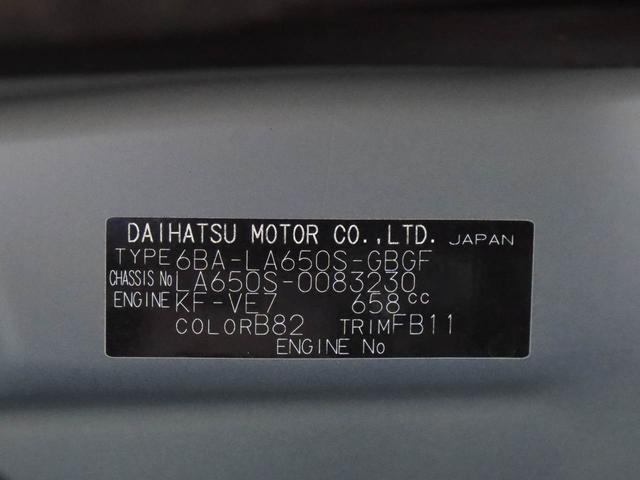 DAIHATSU MOTOR CO.,LTD. JAPAN
TYPE 6BA-LA650S-GBGF
CHASSIS No LA650S-0083230
ENGINE KF-VE7 658cc
COLOR B82 TRIM FB11
ENGINE No